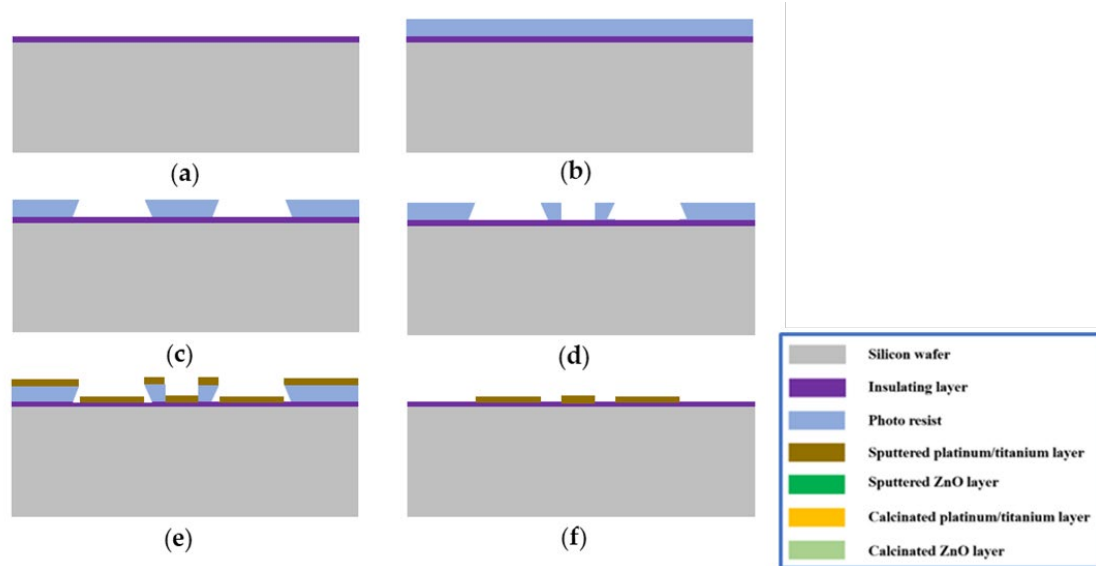 (a)
(b)
(c)
(d)
(e)
(f)
Silicon wafer
Insulating layer
Photo resist
Sputtered platinum/titanium layer
Sputtered ZnO layer
Calcinated platinum/titanium layer
Calcinated ZnO layer